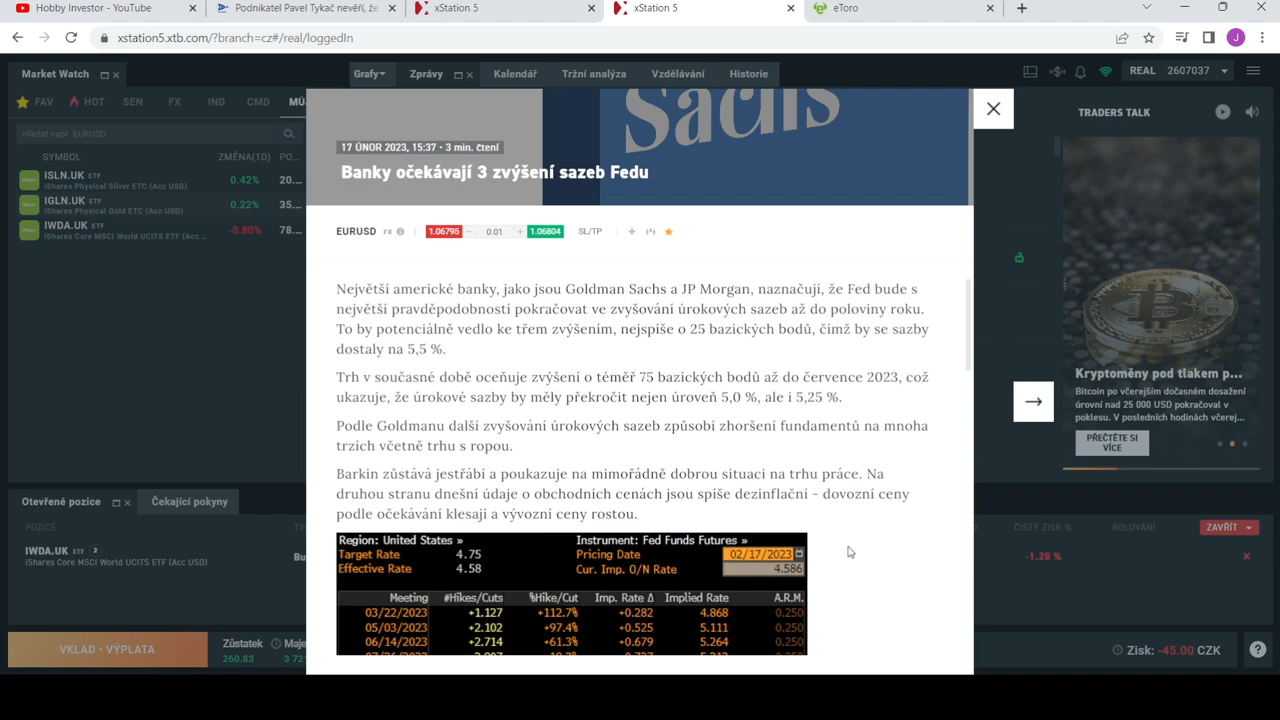 Hobby Investor - YouTube
Podnikatel Pavel Tykač nevěří, že
xStation 5
xStation 5
eToro
xstation5.xtb.com/?branch=cz#/real/loggedIn
J
Market Watch
Grafy
Zprávy
Kalendář
Tržní analýza
Vzdělávání
Historie
REAL 2607037
FAV HOT SEN FX IND CMD
Hledat např. EURUSD
SYMBOL ZMĚNA(1D) PO...
ISLN.UK ETF 0.42% 20....
iShares Physical Silver ETC (Acc USD)
IGLN.UK ETF 0.22% 35....
iShares Physical Gold ETC (Acc USD)
IWDA.UK ETF -0.80% 78....
iShares Core MSCI World UCITS ETF (Acc ...
Sachs
17 ÚNOR 2023, 15:37 • 3 min. čtení
Banky očekávají 3 zvýšení sazeb Fedu
EURUSD FX 1.06795 0.01 1.06804 SL/TP
Největší americké banky, jako jsou Goldman Sachs a JP Morgan, naznačují, že Fed bude s
největší pravděpodobností pokračovat ve zvyšování úrokových sazeb až do poloviny roku.
To by potenciálně vedlo ke třem zvýšením, nejspíše o 25 bazických bodů, čímž by se sazby
dostaly na 5,5 %.
Trh v současné době oceňuje zvýšení o téměř 75 bazických bodů až do července 2023, což
ukazuje, že úrokové sazby by měly překročit nejen úroveň 5,0 %, ale i 5,25 %.
Podle Goldmanu další zvyšování úrokových sazeb způsobí zhoršení fundamentů na mnoha
trzích včetně trhu s ropou.
Barkin zůstává jestřábí a poukazuje na mimořádně dobrou situaci na trhu práce. Na
druhou stranu dnešní údaje o obchodních cenách jsou spíše dezinflační - dovozní ceny
podle očekávání klesají a vývozní ceny rostou.
Region: United States » Instrument: Fed Funds Futures »
Target Rate 4.75 Pricing Date 02/17/2023
Effective Rate 4.58 Cur. Imp. O/N Rate 4.586
Meeting #Hikes/Cuts %Hike/Cut Imp. Rate Δ Implied Rate A.R.M.
03/22/2023 +1.127 +112.7% +0.282 4.868 0.250
05/03/2023 +2.102 +97.4% +0.525 5.111 0.250
06/14/2023 +2.714 +61.3% +0.679 5.264 0.250
TRADERS TALK
Kryptoměny pod tlakem p...
Bitcoin po včerejším dočasném dosažení
úrovní nad 25 000 USD pokračoval v
poklesu. V posledních hodinách včerej...
PŘEČTĚTE SI
VÍCE
Otevřené pozice
Čekající pokyny
POZICE
ČISTÝ ZISK % ROLOVÁNÍ ZAVŘÍT
IWDA.UK ETF 2 -1.28 %
iShares Core MSCI World UCITS ETF (Acc USD)
VKLAD • VÝPLATA
Zůstatek
260.83
Zisk: -45.00 CZK